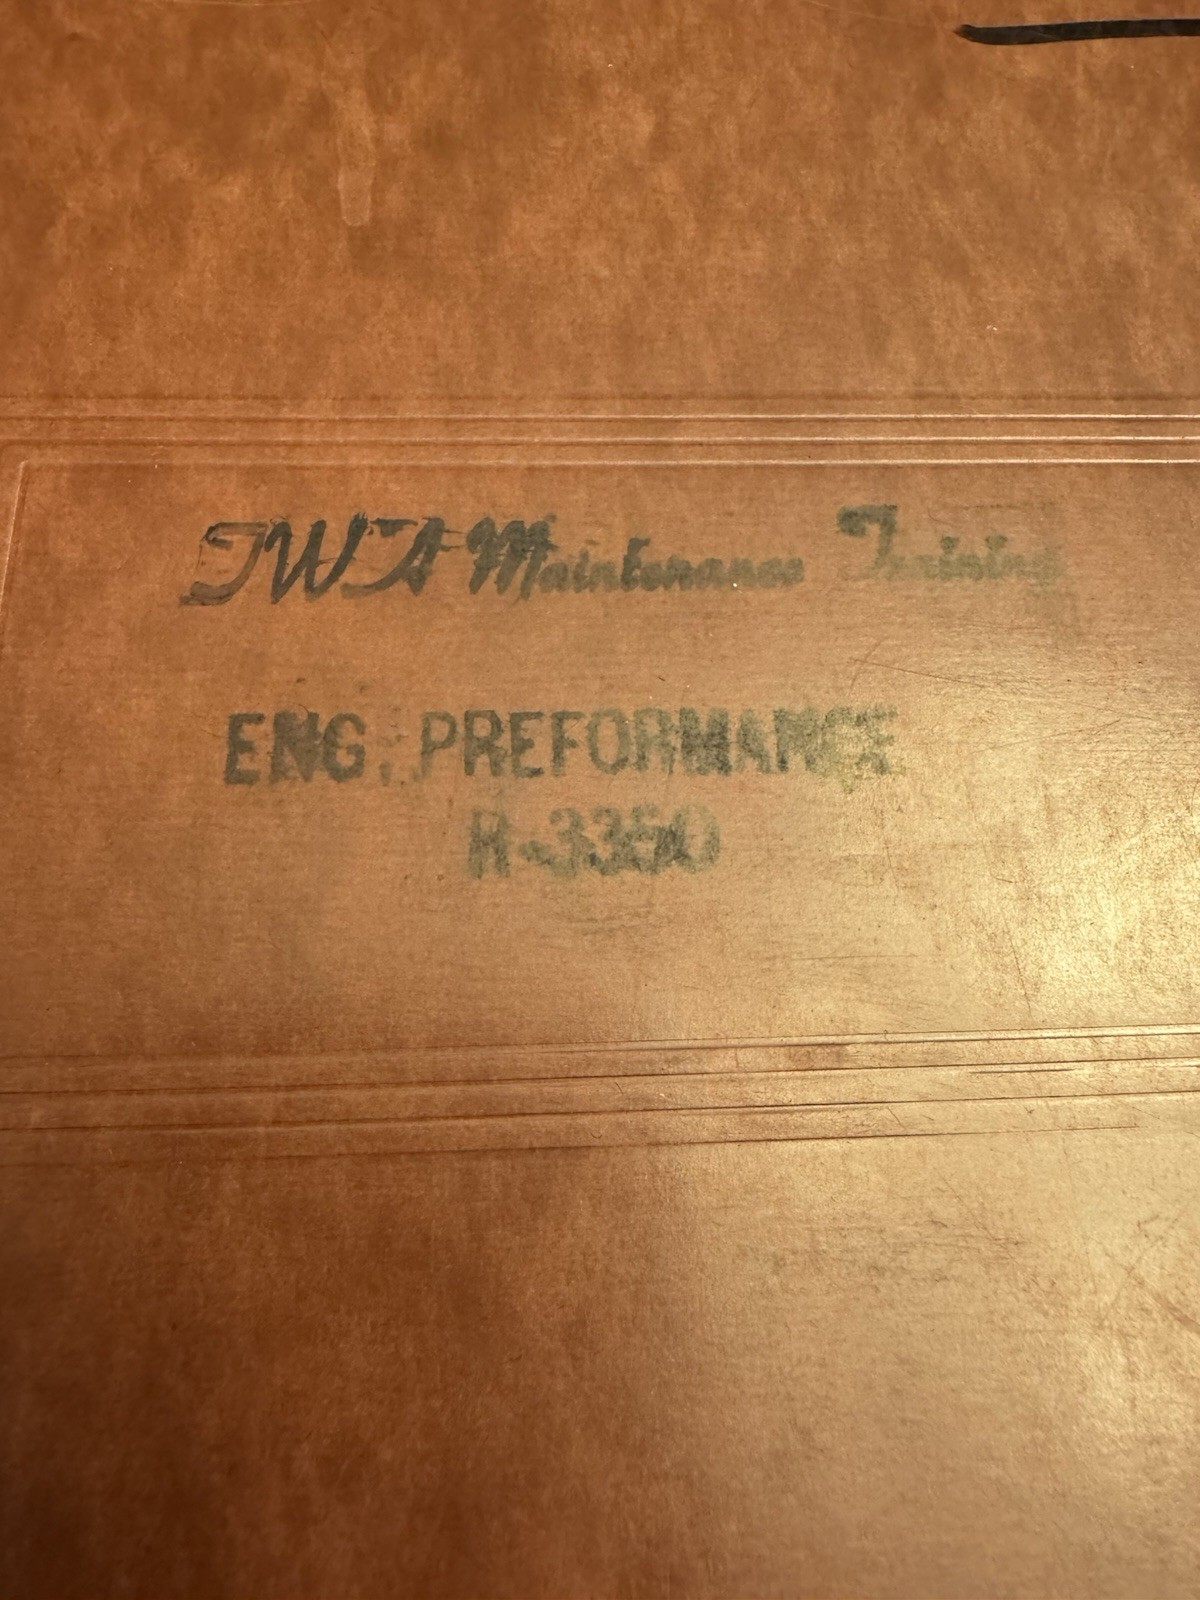 TWA Maintenance Training
ENG. PREFORMANCE
R-3350